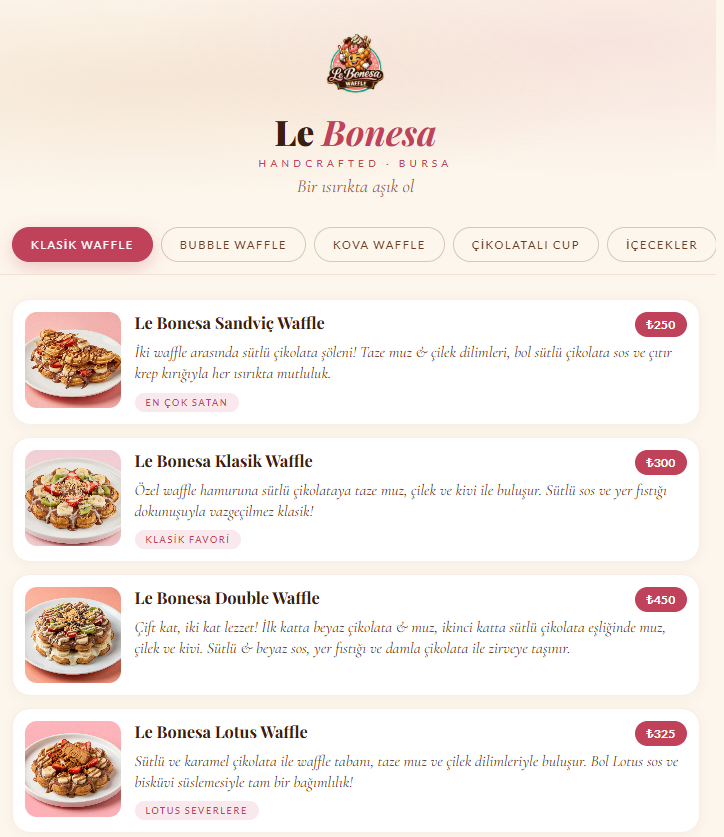 Le Bonesa
WAFFLE
Le Bonesa
HANDCRAFTED · BURSA
Bir ısırıkta aşık ol
KLASİK WAFFLE
BUBBLE WAFFLE
KOVA WAFFLE
ÇİKOLATALI CUP
İÇECEKLER
Le Bonesa Sandviç Waffle
₺250
İki waffle arasında sütlü çikolata şöleni! Taze muz & çilek dilimleri, bol sütlü çikolata sos ve çıtır
krep kırığıyla her ısırıkta mutluluk.
EN ÇOK SATAN
Le Bonesa Klasik Waffle
₺300
Özel waffle hamuruna sütlü çikolataya taze muz, çilek ve kivi ile buluşur. Sütlü sos ve yer fıstığı
dokunuşuyla vazgeçilmez klasik!
KLASİK FAVORİ
Le Bonesa Double Waffle
₺450
Çift kat, iki kat lezzet! İlk katta beyaz çikolata & muz, ikinci katta sütlü çikolata eşliğinde muz,
çilek ve kivi. Sütlü & beyaz sos, yer fıstığı ve damla çikolata ile zirveye taşınır.
Le Bonesa Lotus Waffle
₺325
Sütlü ve karamel çikolata ile waffle tabanı, taze muz ve çilek dilimleriyle buluşur. Bol Lotus sos ve
bisküvi süslemesiyle tam bir bağımlılık!
LOTUS SEVERLERE